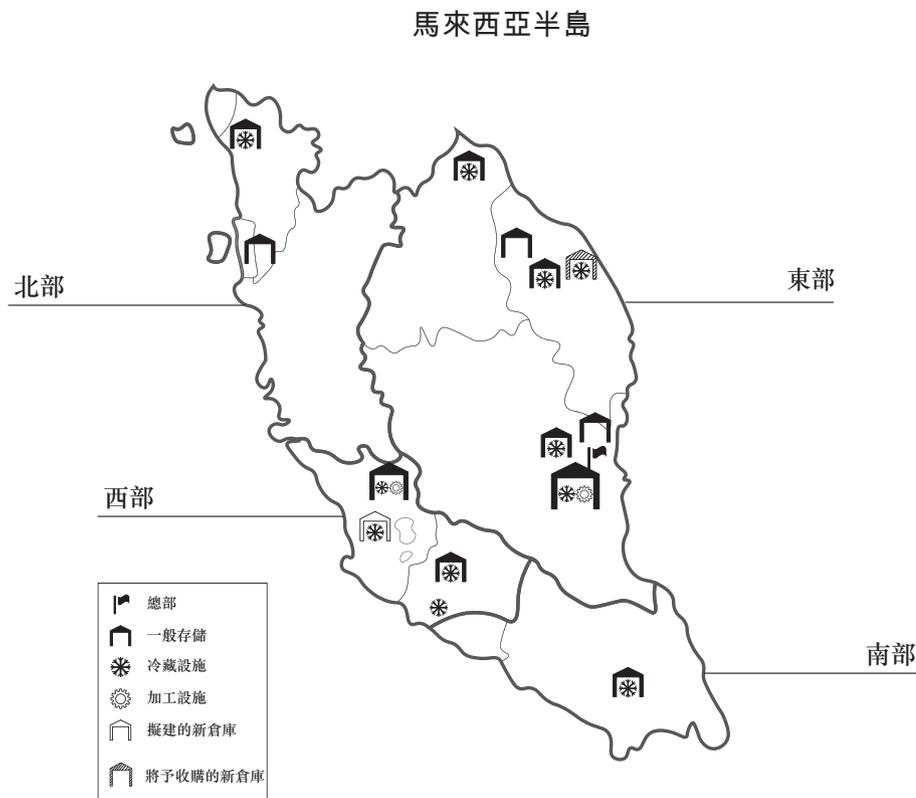 馬來西亞半島
北部
東部
西部
南部
總部
一般存儲
冷藏設施
加工設施
擬建的新倉庫
將予收購的新倉庫